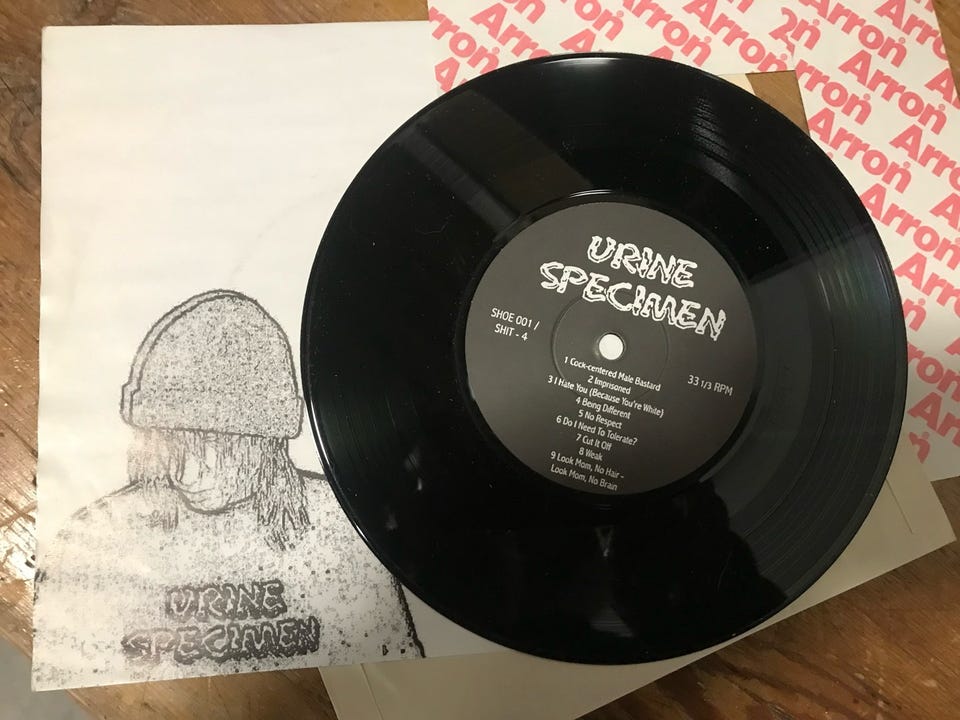 URINE
SPECIMEN
SHOE 001 /
SHIT - 4
33 1/3 RPM
1 Cock-centered Male Bastard
2 Imprisoned
3 I Hate You (Because You're White)
4 Being Different
5 No Respect
6 Do I Need To Tolerate?
7 Cut It Off
8 Weak
9 Look Mom, No Hair -
Look Mom, No Brain
URINE
SPECIMEN
Arron
Arron
Arron
Arron
Arron
Arron
Arron
Arron